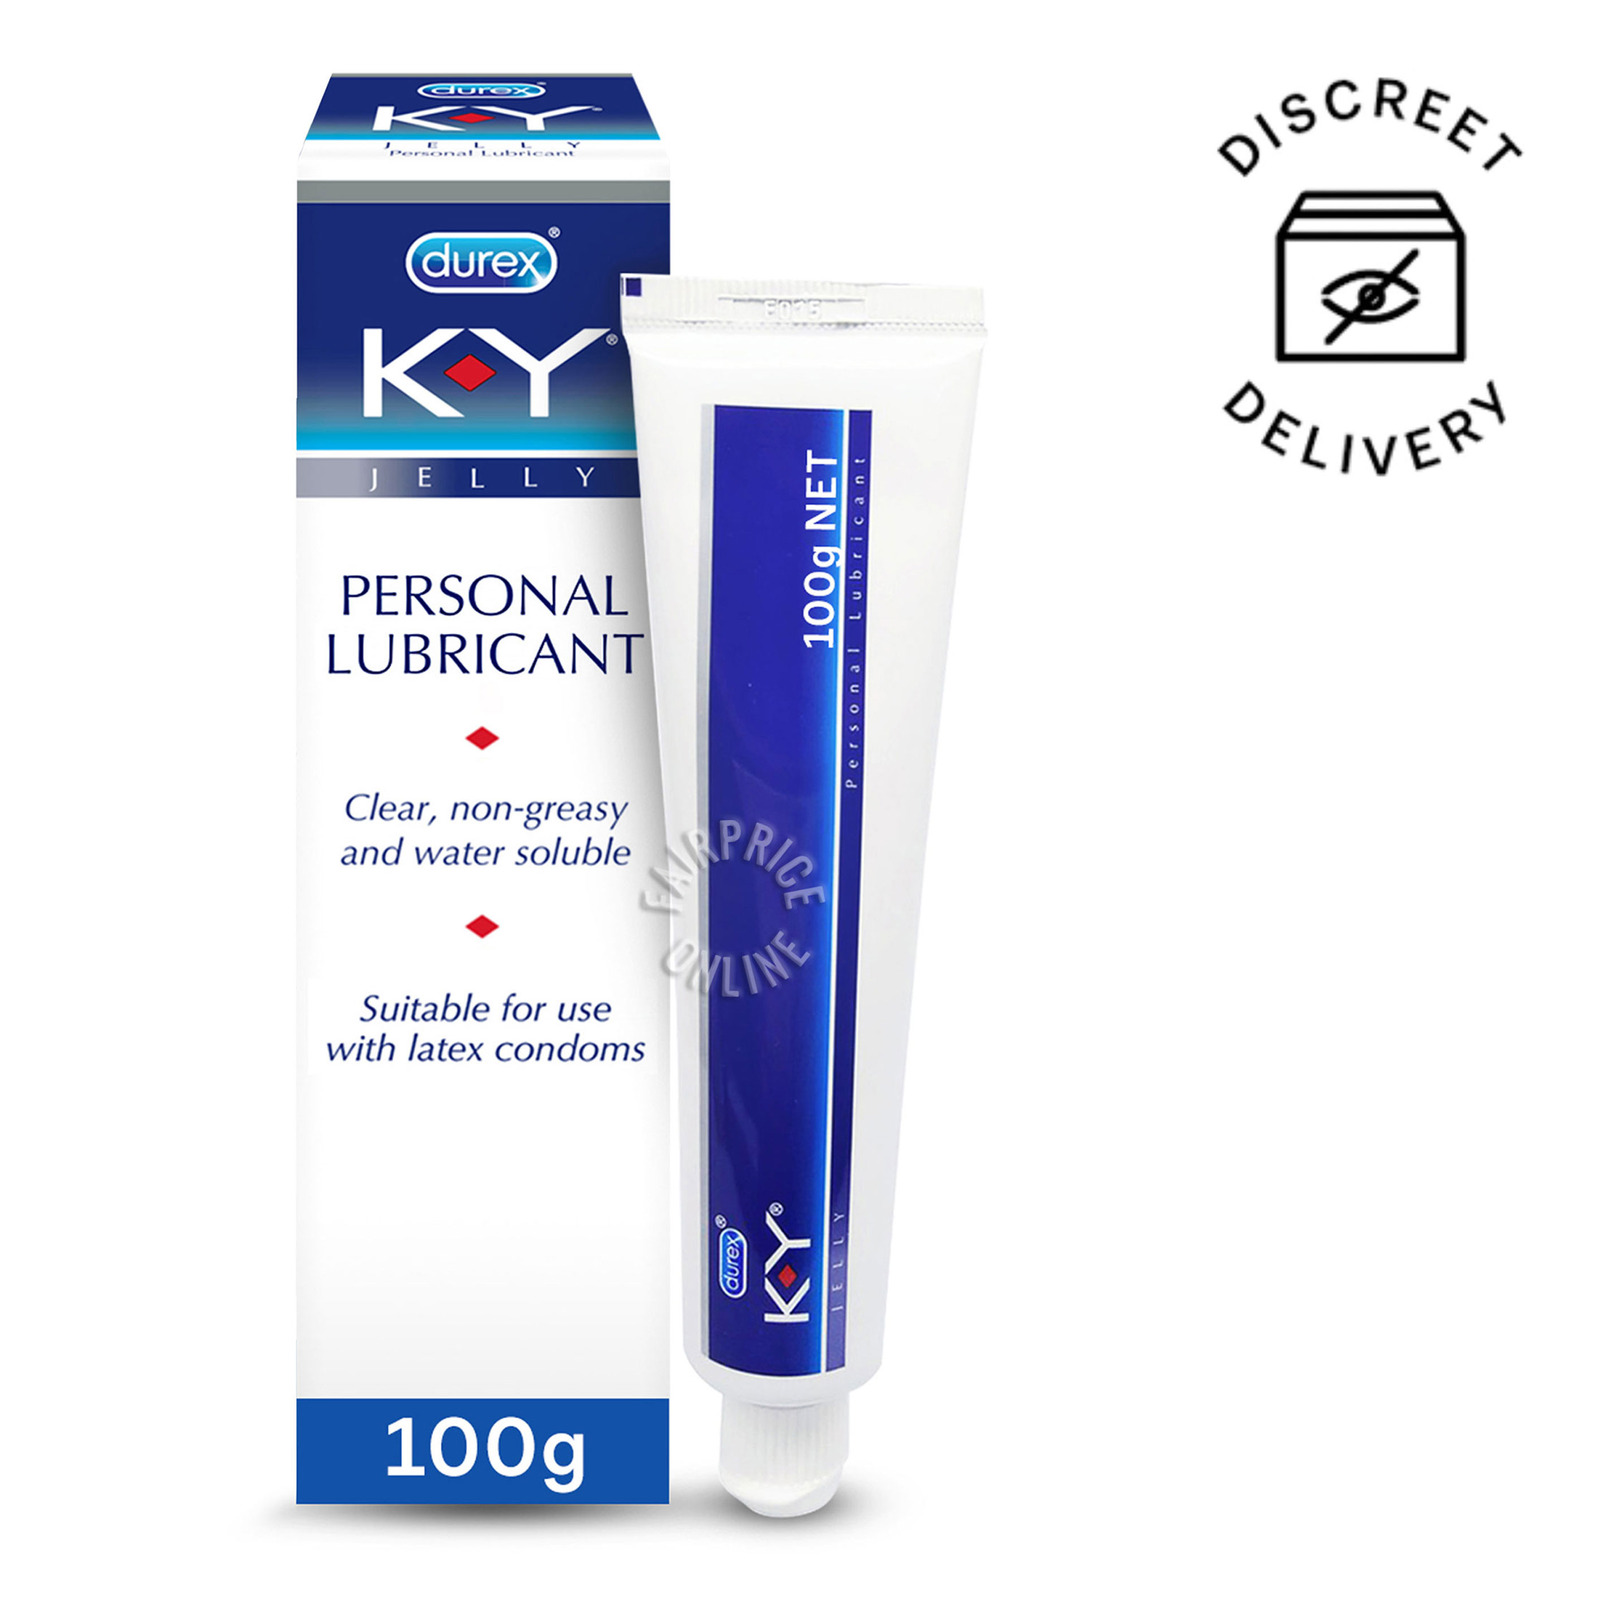 durex
K-Y®
JELLY
Personal Lubricant
durex®
K-Y®
JELLY
PERSONAL
LUBRICANT
Clear, non-greasy
and water soluble
Suitable for use
with latex condoms
100g
100g NET
Personal Lubricant
durex®
K-Y®
JELLY
FAIRPRICE
ONLINE
DISCREET
DELIVERY